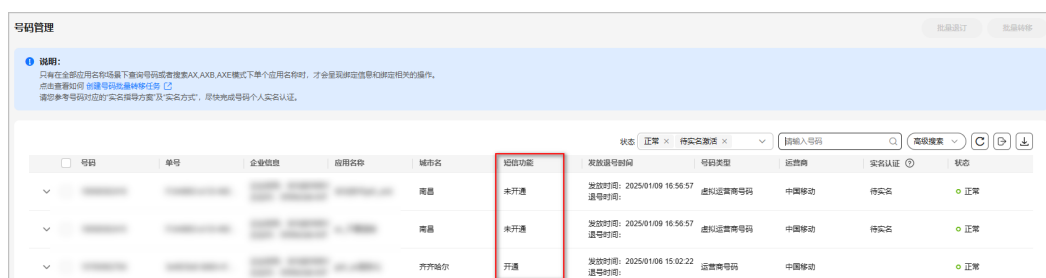 号码管理
批量退订 批量转移
说明：
只有在全部应用名称场景下查询号码或者搜索AX,AXB,AXE模式下单个应用名称时，才会呈现绑定信息和绑定相关的操作。
点击查看如何 创建号码批量转移任务
请您参考号码对应的“实名指导方案”及“实名方式”，尽快完成号码个人实名认证。
状态 正常 × 待实名激活 × 请输入号码 高级搜索
号码 单号 企业信息 应用名称 城市名 短信功能 发放退号时间 号码类型 运营商 实名认证 状态
南昌 未开通 发放时间：2025/01/09 16:56:57 虚拟运营商号码 中国移动 待实名 正常
退号时间：
南昌 未开通 发放时间：2025/01/09 16:56:57 虚拟运营商号码 中国移动 待实名 正常
退号时间：
齐齐哈尔 开通 发放时间：2025/01/06 15:02:22 运营商号码 中国移动 正常
退号时间：